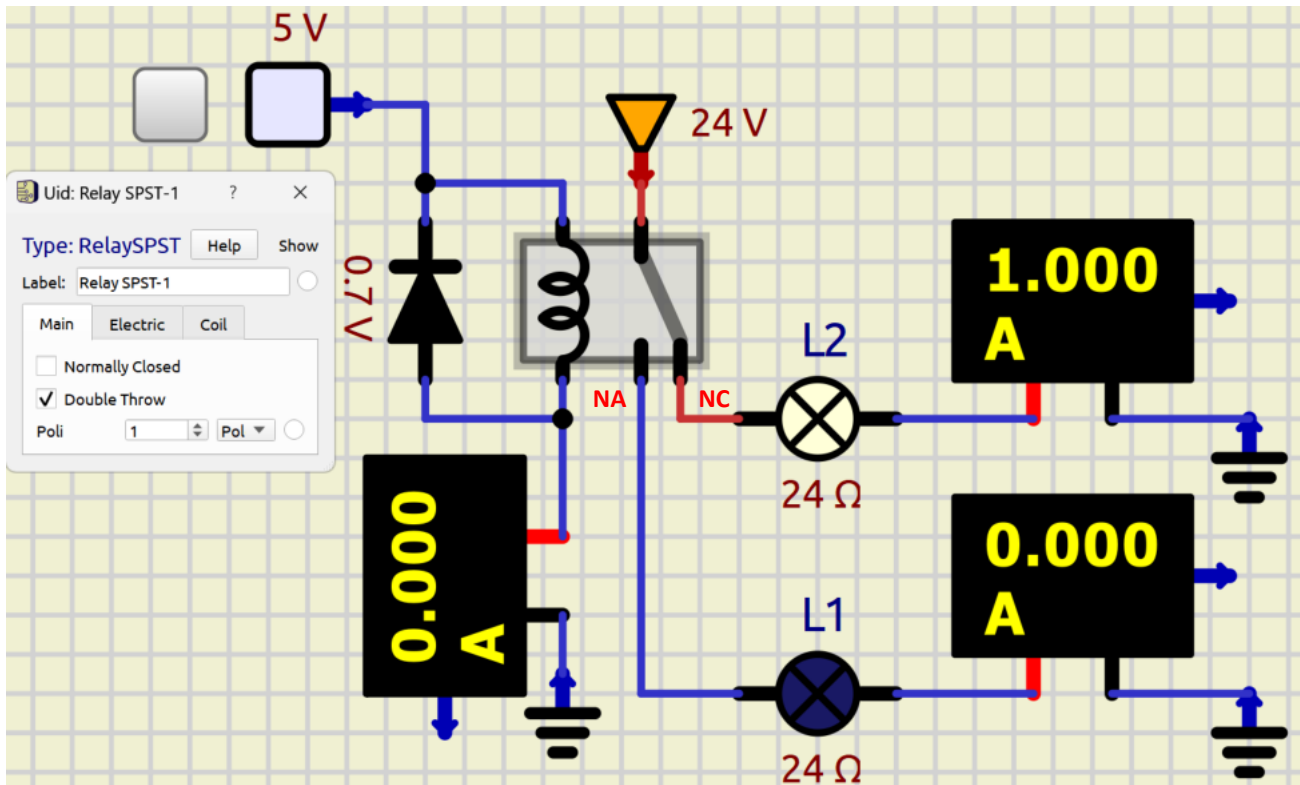 5 V
24 V
Uid: Relay SPST-1
?
Type: RelaySPST
Help
Show
Label:
Relay SPST-1
Main
Electric
Coil
Normally Closed
Double Throw
Poli
1
Pol
0.7 V
NA
NC
L2
24 Ω
1.000
A
0.000
A
L1
24 Ω
0.000
A